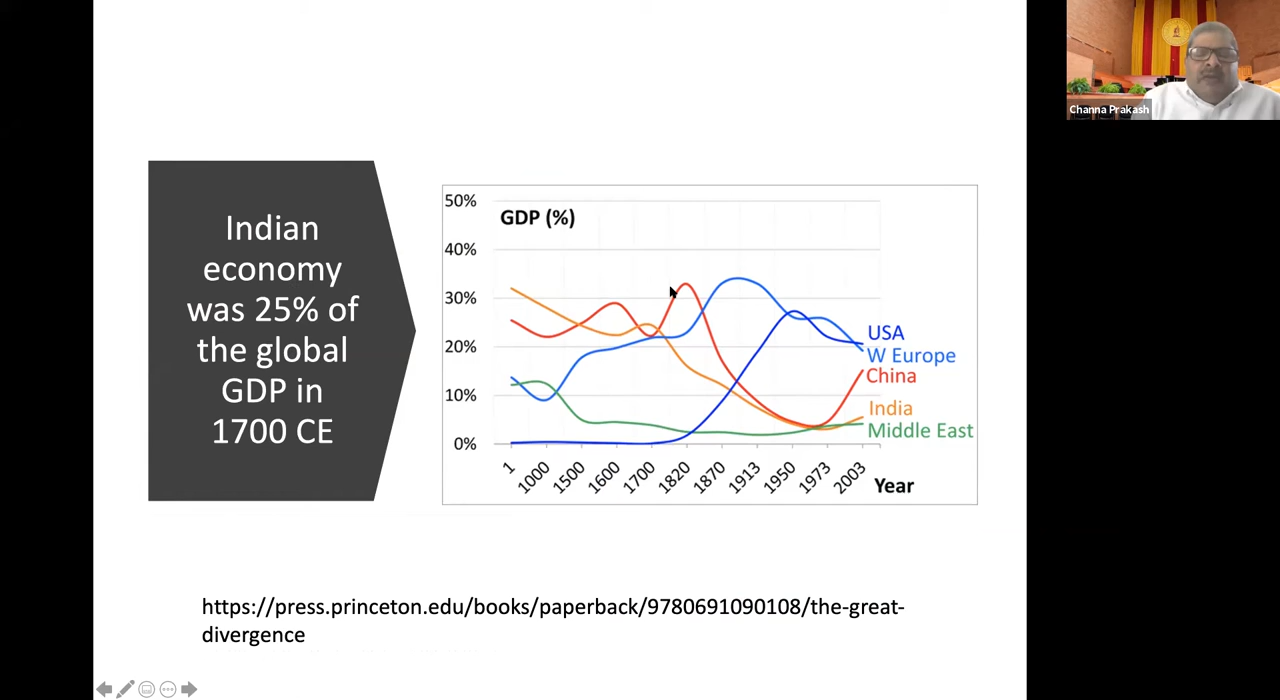 Indian
economy
was 25% of
the global
GDP in
1700 CE
50%
GDP (%)
40%
30%
20%
10%
0%
USA
W Europe
China
India
Middle East
1
1000
1500
1600
1700
1820
1870
1913
1950
1973
2003
Year
https://press.princeton.edu/books/paperback/9780691090108/the-great-
divergence
Channa Prakash